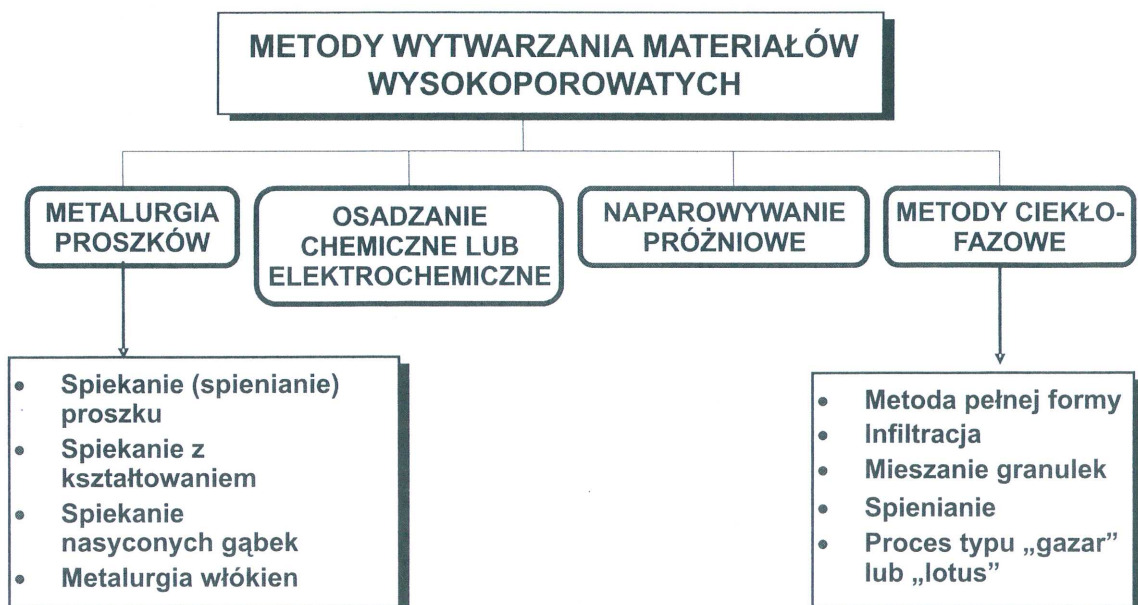 METODY WYTWARZANIA MATERIAŁÓW
WYSOKOPOROWATYCH
METALURGIA
PROSZKÓW
OSADZANIE
CHEMICZNE LUB
ELEKTROCHEMICZNE
NAPAROWYWANIE
PRÓŻNIOWE
METODY CIEKŁO-
FAZOWE
• Spiekanie (spienianie)
proszku
• Spiekanie z
kształtowaniem
• Spiekanie
nasyconych gąbek
• Metalurgia włókien
• Metoda pełnej formy
• Infiltracja
• Mieszanie granulek
• Spienianie
• Proces typu „gazar”
lub „lotus”